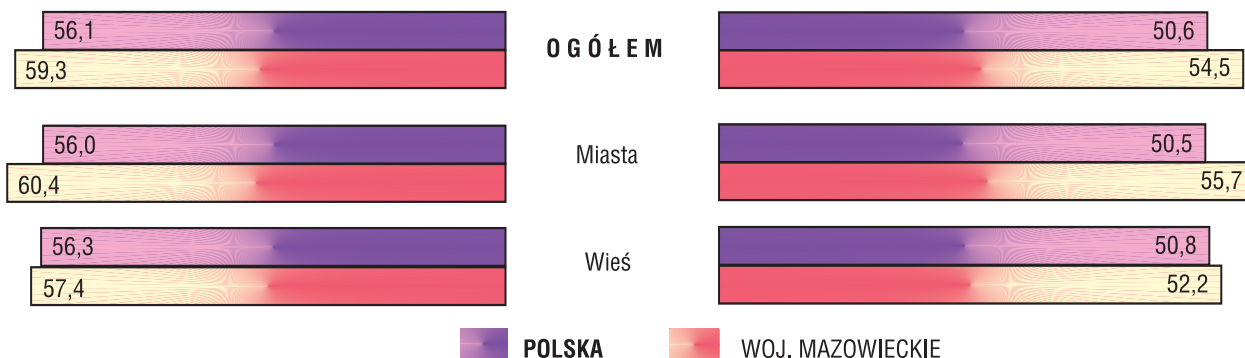 56,1 OGÓŁEM 50,6
59,3 54,5
56,0 Miasta 50,5
60,4 55,7
56,3 Wieś 50,8
57,4 52,2
POLSKA WOJ. MAZOWIECKIE